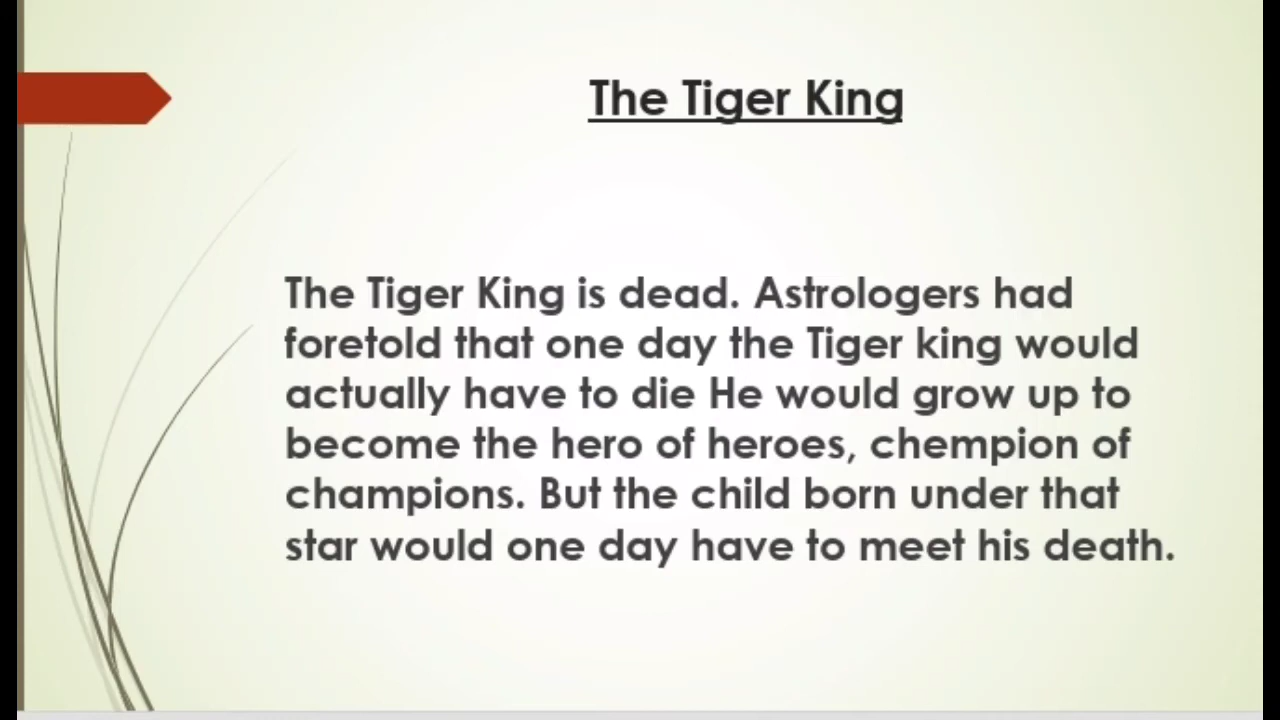 The Tiger King
The Tiger King is dead. Astrologers had
foretold that one day the Tiger king would
actually have to die He would grow up to
become the hero of heroes, chempion of
champions. But the child born under that
star would one day have to meet his death.